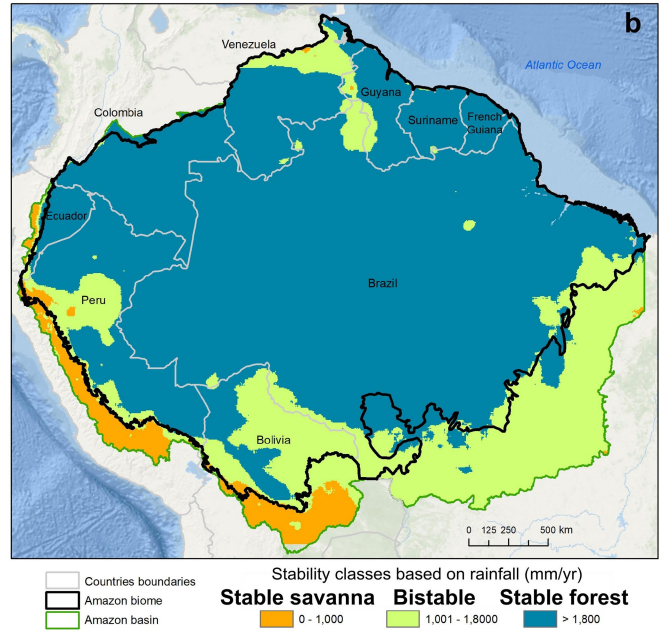 b
Venezuela
Atlantic Ocean
Guyana
Colombia
Suriname
French
Guiana
Ecuador
Brazil
Peru
Bolivia
0 125 250 500 km
Stability classes based on rainfall (mm/yr)
Countries boundaries
Stable savanna Bistable Stable forest
Amazon biome
0 - 1,000 1,001 - 1,8000 > 1,800
Amazon basin